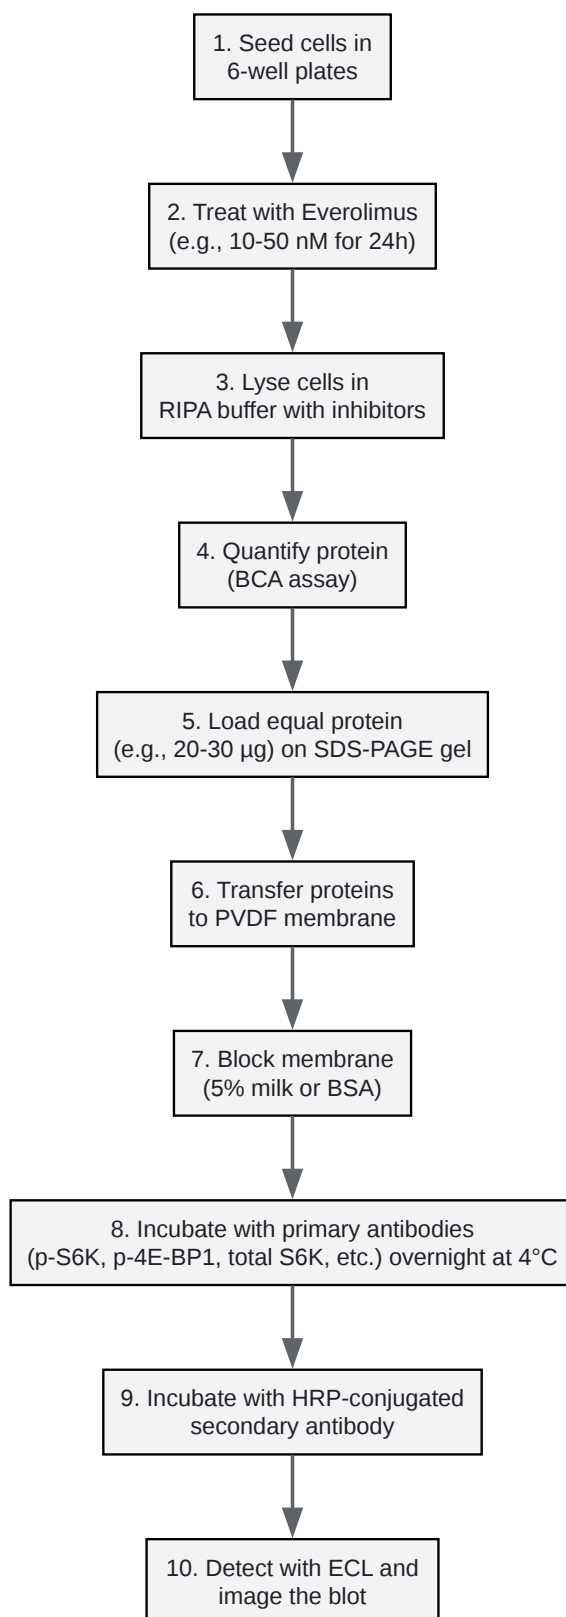 1. Seed cells in
6-well plates
2. Treat with Everolimus
(e.g., 10-50 nM for 24h)
3. Lyse cells in
RIPA buffer with inhibitors
4. Quantify protein
(BCA assay)
5. Load equal protein
(e.g., 20-30 µg) on SDS-PAGE gel
6. Transfer proteins
to PVDF membrane
7. Block membrane
(5% milk or BSA)
8. Incubate with primary antibodies
(p-S6K, p-4E-BP1, total S6K, etc.) overnight at 4°C
9. Incubate with HRP-conjugated
secondary antibody
10. Detect with ECL and
image the blot